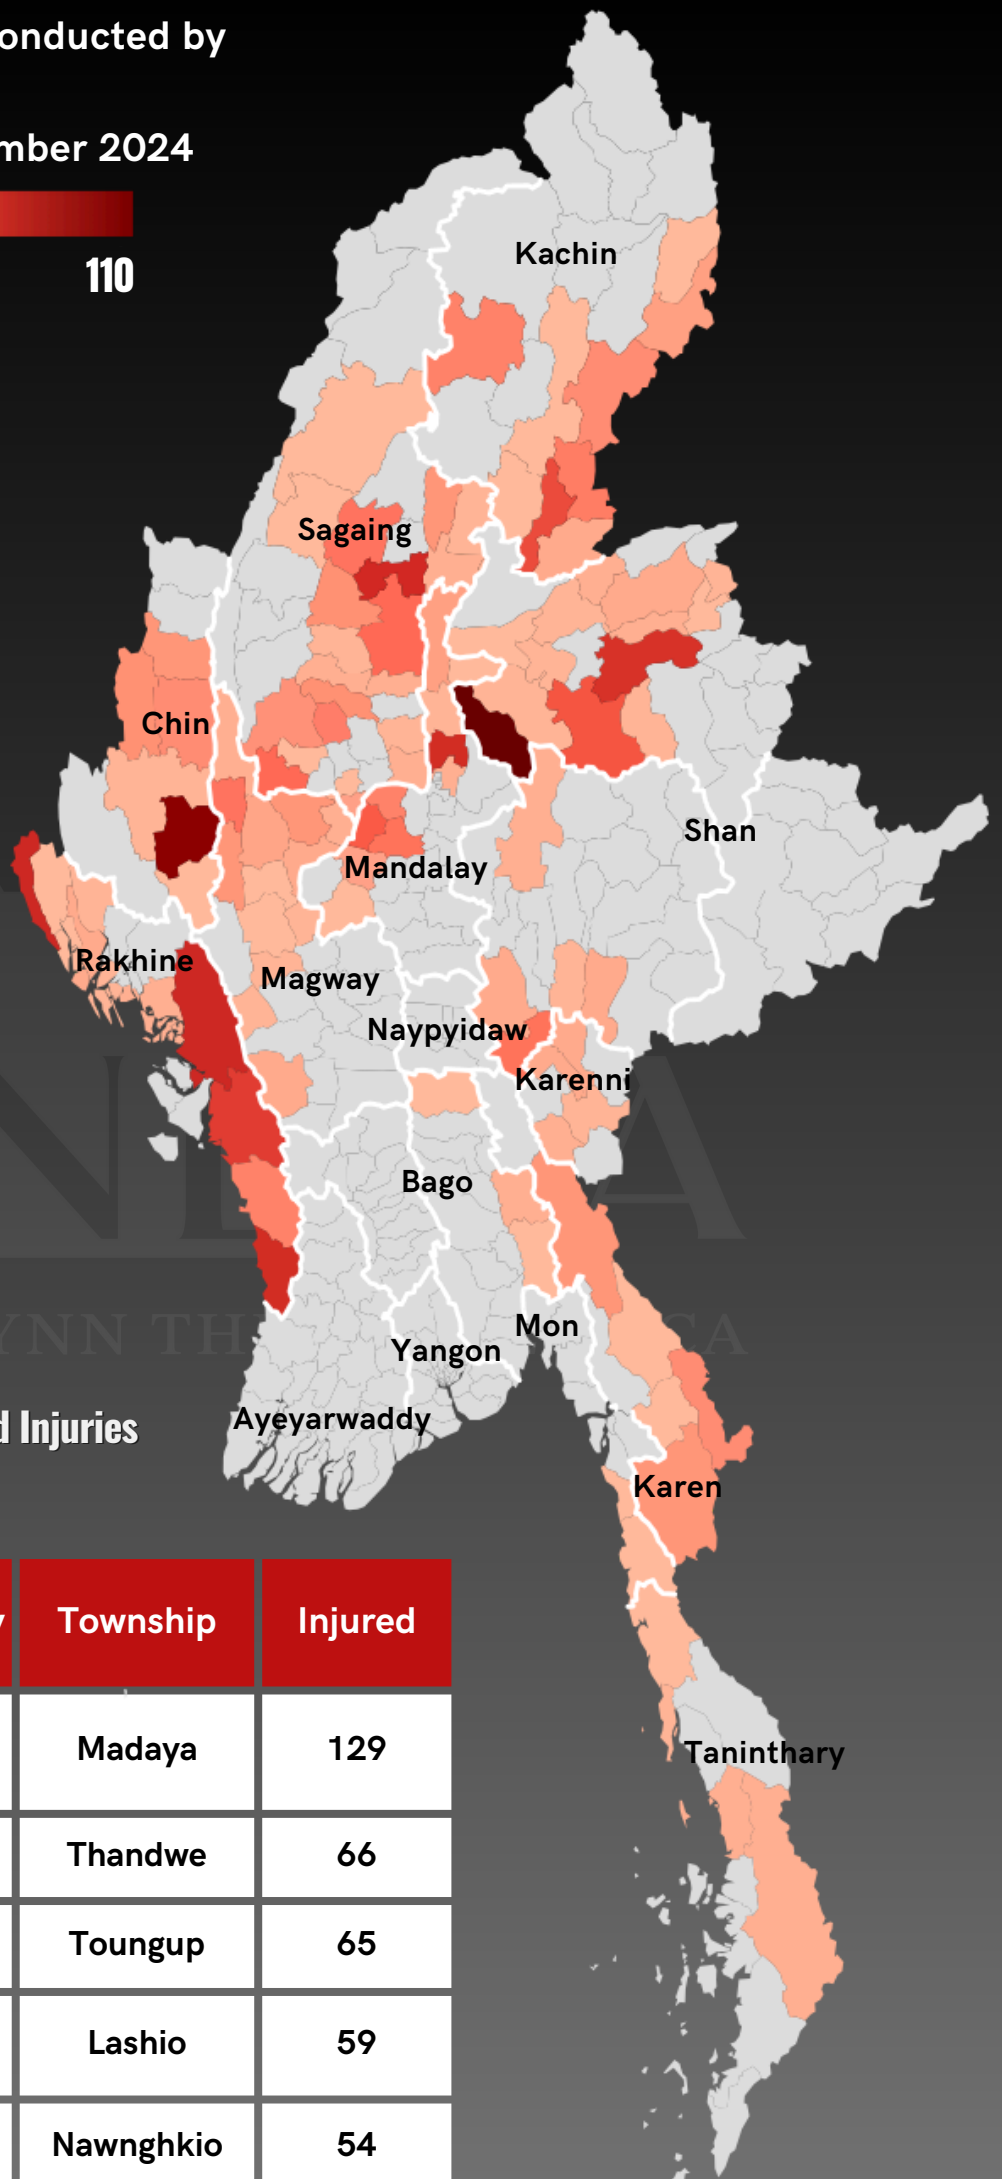 onducted by
mber 2024
110
Kachin
Sagaing
Chin
Shan
Mandalay
Rakhine
Magway
Naypyidaw
Karenni
Bago
Mon
Yangon
Ayeyarwaddy
d Injuries
Karen
Taninthary
Township Injured
Madaya 129
Thandwe 66
Toungup 65
Lashio 59
Nawnghkio 54